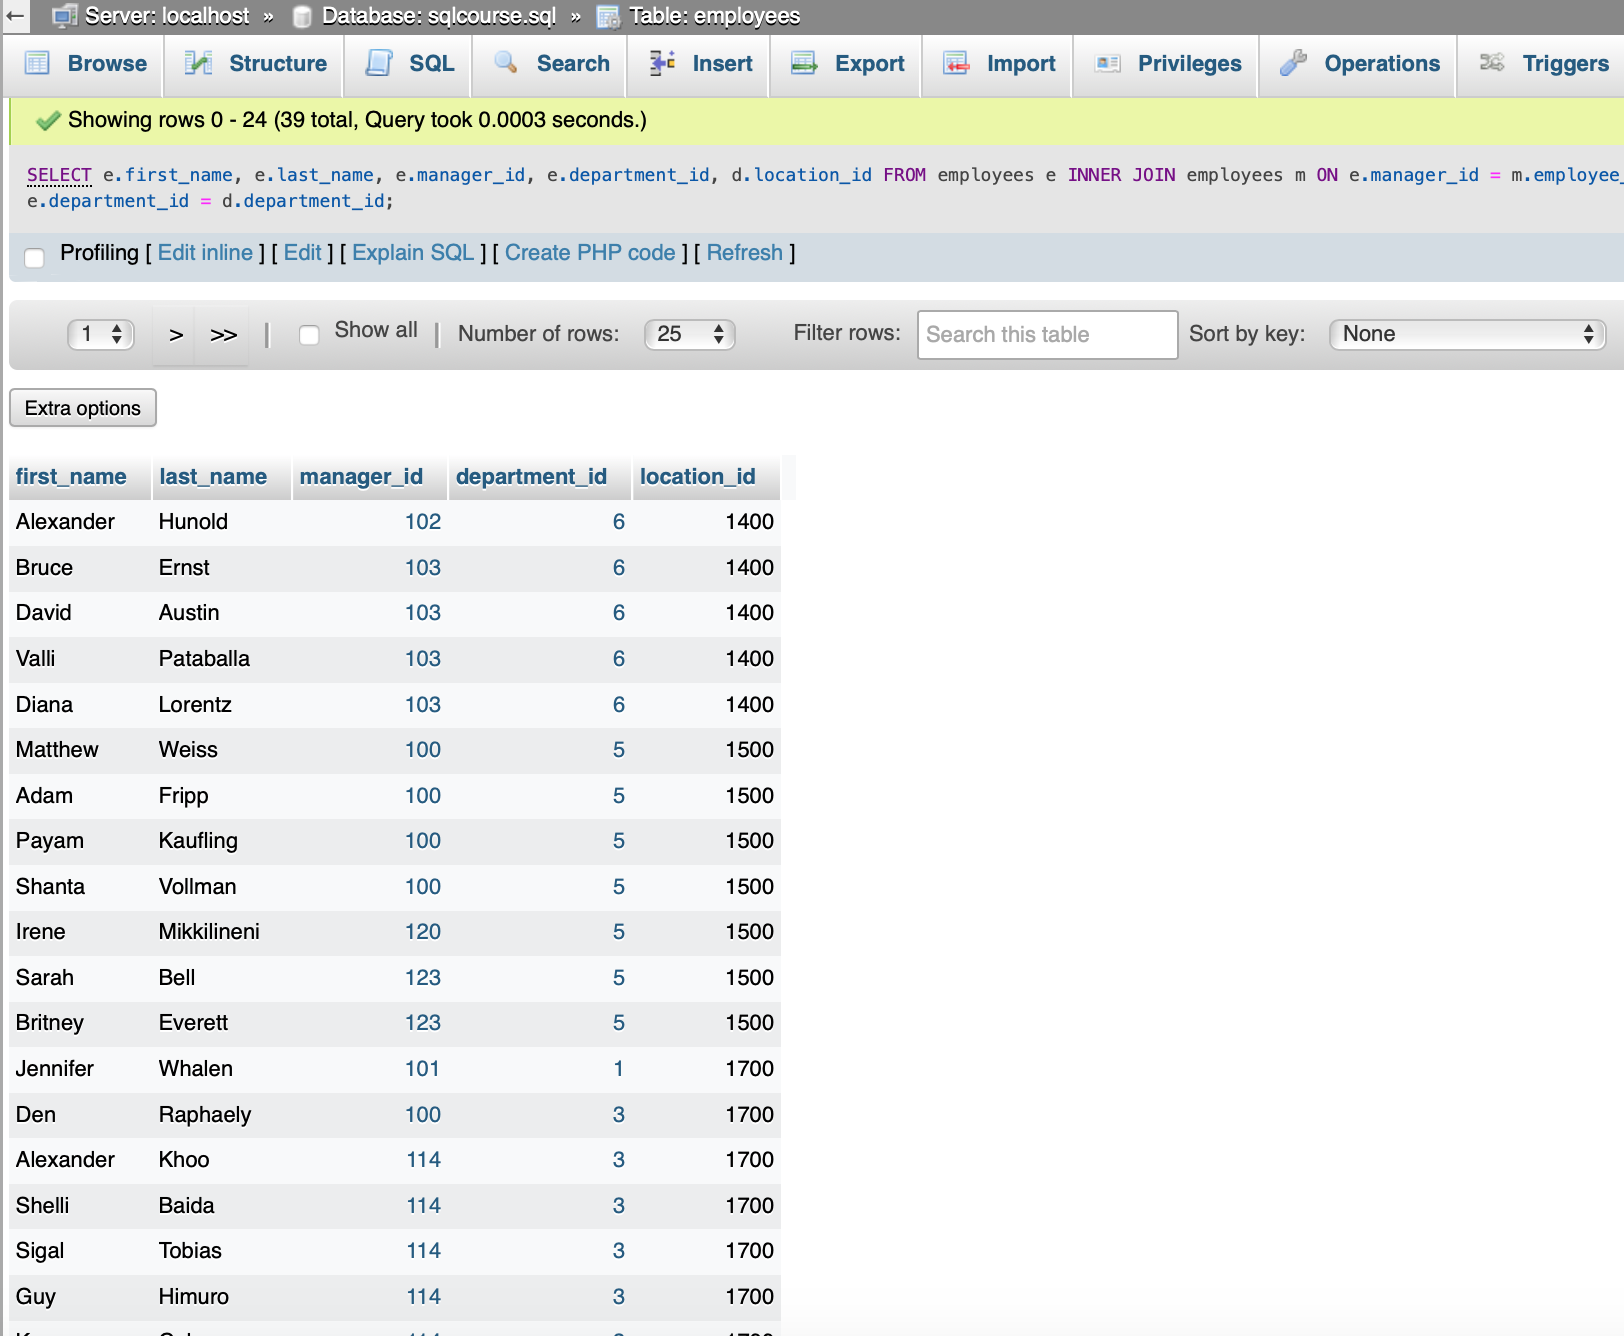 ← Server: localhost » Database: sqlcourse.sql » Table: employees
Browse Structure SQL Search Insert Export Import Privileges Operations Triggers
Showing rows 0 - 24 (39 total, Query took 0.0003 seconds.)
SELECT e.first_name, e.last_name, e.manager_id, e.department_id, d.location_id FROM employees e INNER JOIN employees m ON e.manager_id = m.employee_
e.department_id = d.department_id;
Profiling [ Edit inline ] [ Edit ] [ Explain SQL ] [ Create PHP code ] [ Refresh ]
1 > >> | Show all | Number of rows: 25 Filter rows: Search this table Sort by key: None
Extra options
first_name last_name manager_id department_id location_id
Alexander Hunold 102 6 1400
Bruce Ernst 103 6 1400
David Austin 103 6 1400
Valli Pataballa 103 6 1400
Diana Lorentz 103 6 1400
Matthew Weiss 100 5 1500
Adam Fripp 100 5 1500
Payam Kaufling 100 5 1500
Shanta Vollman 100 5 1500
Irene Mikkilineni 120 5 1500
Sarah Bell 123 5 1500
Britney Everett 123 5 1500
Jennifer Whalen 101 1 1700
Den Raphaely 100 3 1700
Alexander Khoo 114 3 1700
Shelli Baida 114 3 1700
Sigal Tobias 114 3 1700
Guy Himuro 114 3 1700